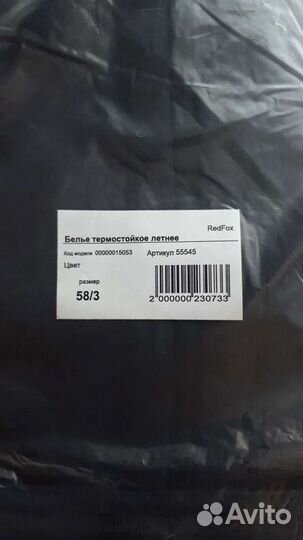 RedFox
Белье термостойкое летнее
Код модели 00000015053 Артикул 55545
Цвет
размер
58/3
2 000000 230733
Avito